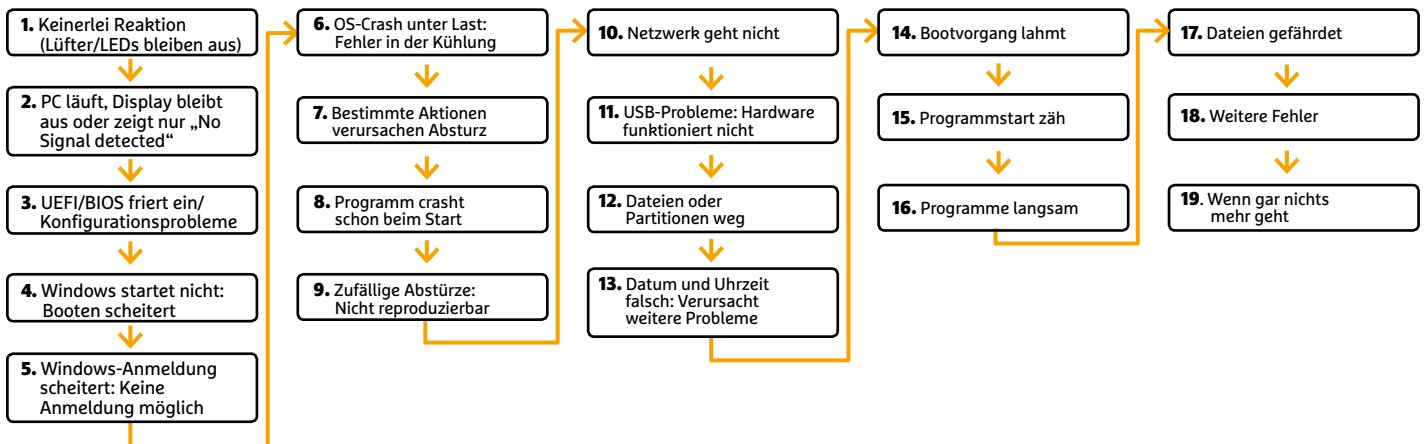 1. Keinerlei Reaktion
(Lüfter/LEDs bleiben aus)
2. PC läuft, Display bleibt
aus oder zeigt nur „No
Signal detected“
3. UEFI/BIOS friert ein/
Konfigurationsprobleme
4. Windows startet nicht:
Booten scheitert
5. Windows-Anmeldung
scheitert: Keine
Anmeldung möglich
6. OS-Crash unter Last:
Fehler in der Kühlung
7. Bestimmte Aktionen
verursachen Absturz
8. Programm crasht
schon beim Start
9. Zufällige Abstürze:
Nicht reproduzierbar
10. Netzwerk geht nicht
11. USB-Probleme: Hardware
funktioniert nicht
12. Dateien oder
Partitionen weg
13. Datum und Uhrzeit
falsch: Verursacht
weitere Probleme
14. Bootvorgang lahmt
15. Programmstart zäh
16. Programme langsam
17. Dateien gefährdet
18. Weitere Fehler
19. Wenn gar nichts
mehr geht